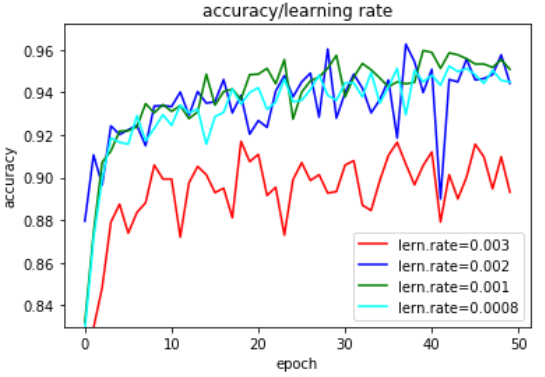 accuracy/learning rate
0.96
0.94
0.92
0.90
0.88
0.86
0.84
accuracy
lern.rate=0.003
lern.rate=0.002
lern.rate=0.001
lern.rate=0.0008
0 10 20 30 40 50
epoch